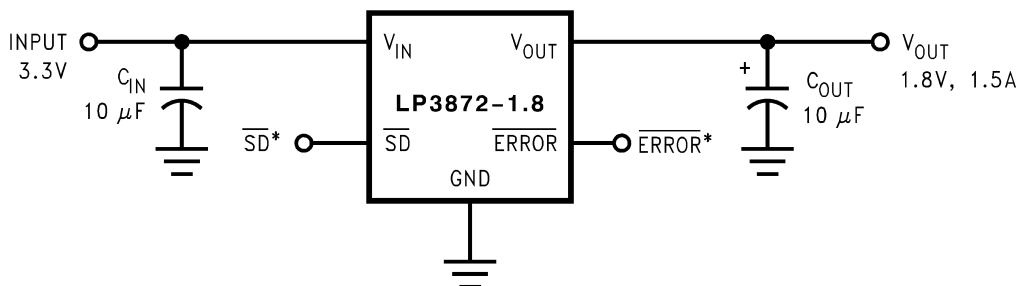 INPUT
3.3V
C_IN
10 μF
SD*
V_IN
V_OUT
LP3872-1.8
SD
ERROR
GND
ERROR*
+
C_OUT
10 μF
V_OUT
1.8V, 1.5A